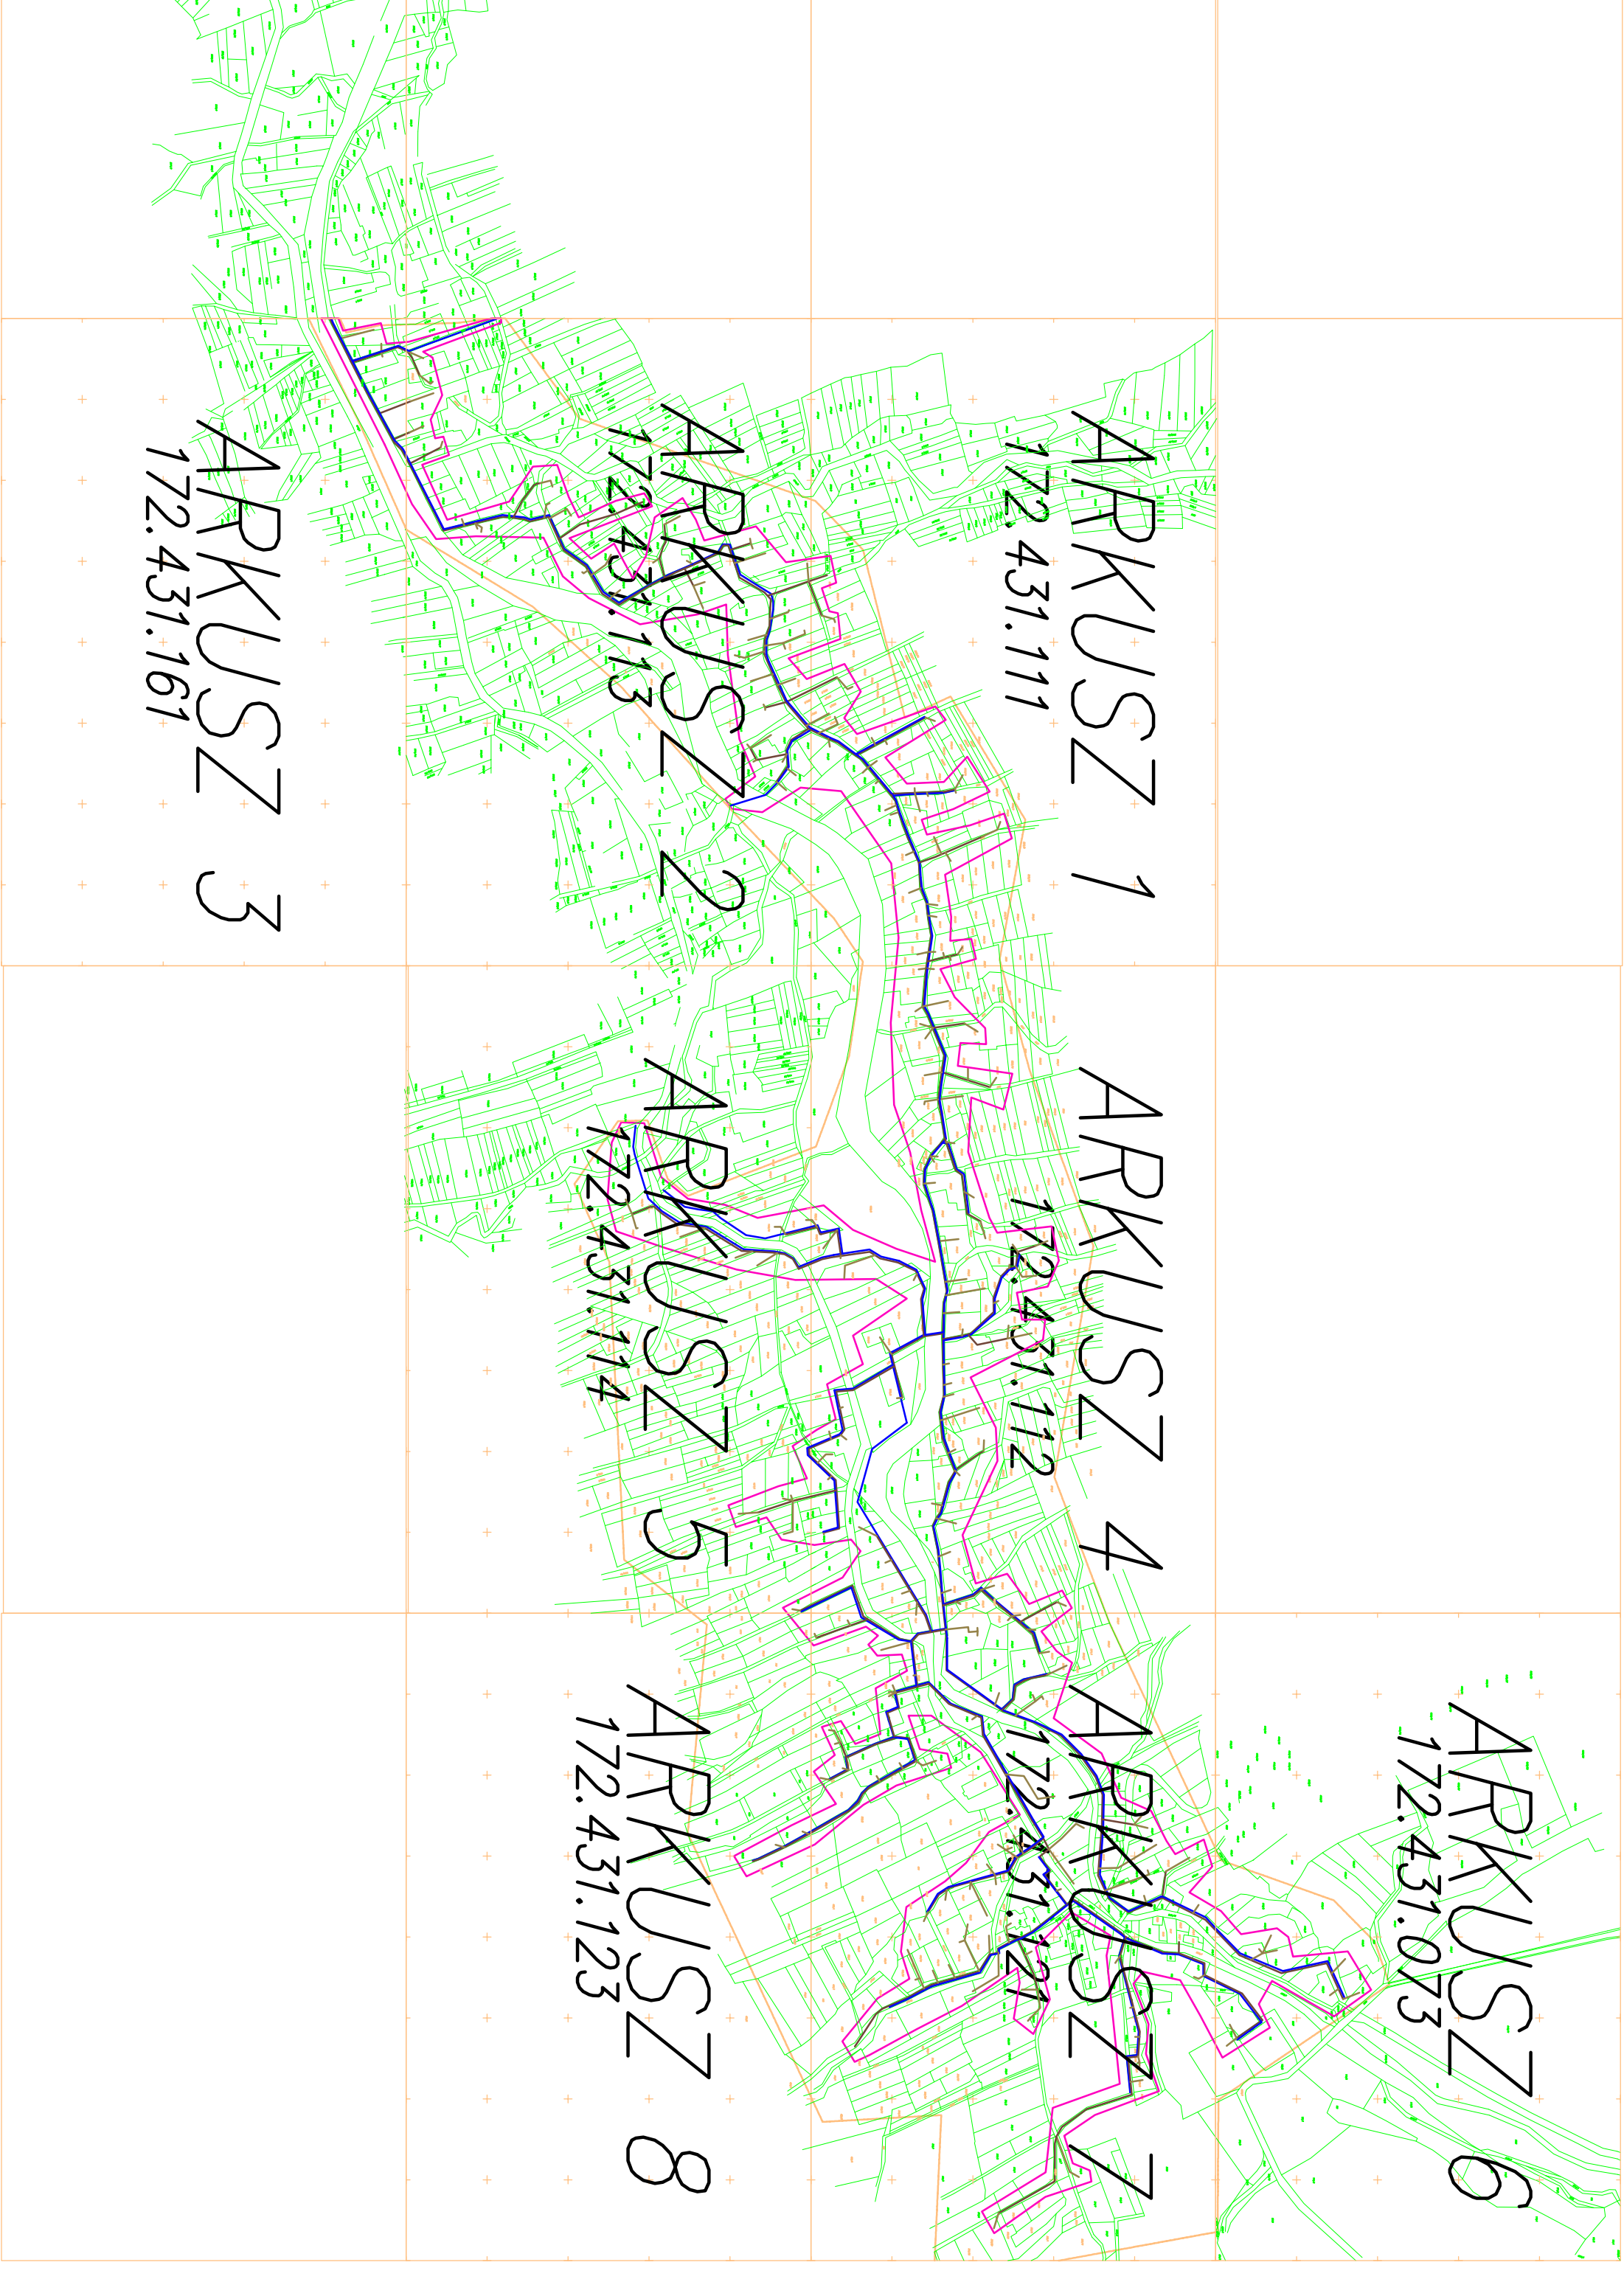 ARKUSZ 1
172.431.111
ARKUSZ 2
172.431.113
ARKUSZ 3
172.431.161
ARKUSZ 4
172.431.112
ARKUSZ 5
172.431.114
ARKUSZ 6
172.431.073
ARKUSZ 7
172.431.121
ARKUSZ 8
172.431.123